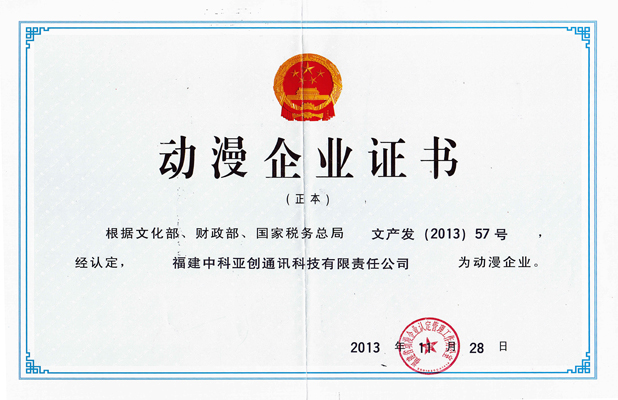 动漫企业证书
(正本)
根据文化部、财政部、国家税务总局 文产发(2013)57号,
经认定, 福建中科亚创通讯科技有限责任公司 为动漫企业。
2013 年 11 月 28 日